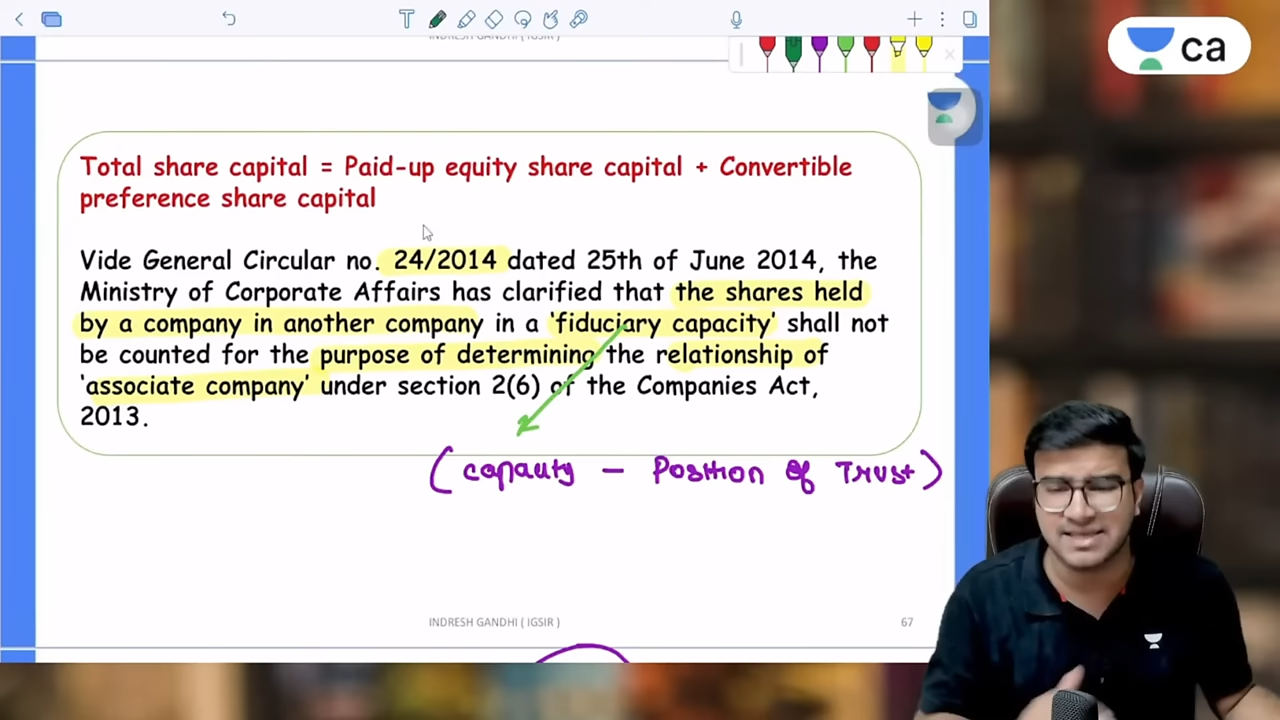 INDRESH GANDHI ( IGSIR )
ca
Total share capital = Paid-up equity share capital + Convertible
preference share capital
Vide General Circular no. 24/2014 dated 25th of June 2014, the
Ministry of Corporate Affairs has clarified that the shares held
by a company in another company in a ‘fiduciary capacity’ shall not
be counted for the purpose of determining the relationship of
‘associate company’ under section 2(6) of the Companies Act,
2013.
( capauty – Position Of Trust )
INDRESH GANDHI ( IGSIR )
67